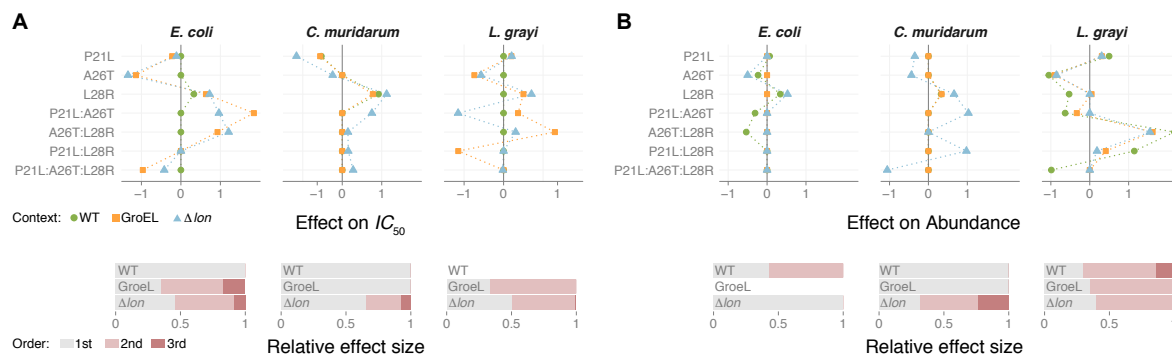 A
E. coli
C. muridarum
L. grayi
P21L
A26T
L28R
P21L:A26T
A26T:L28R
P21L:L28R
P21L:A26T:L28R
−1 0 1
−1 0 1
−1 0 1
Context: WT GroEL Δlon
Effect on IC50
WT
GroeL
Δlon
WT
GroeL
Δlon
WT
GroeL
Δlon
0 0.5 1
0 0.5 1
0 0.5 1
Order: 1st 2nd 3rd
Relative effect size
B
E. coli
C. muridarum
L. grayi
P21L
A26T
L28R
P21L:A26T
A26T:L28R
P21L:L28R
P21L:A26T:L28R
−1 0 1
−1 0 1
−1 0 1
Effect on Abundance
WT
GroeL
Δlon
WT
GroeL
Δlon
WT
GroeL
Δlon
0 0.5 1
0 0.5 1
0 0.5 1
Relative effect size